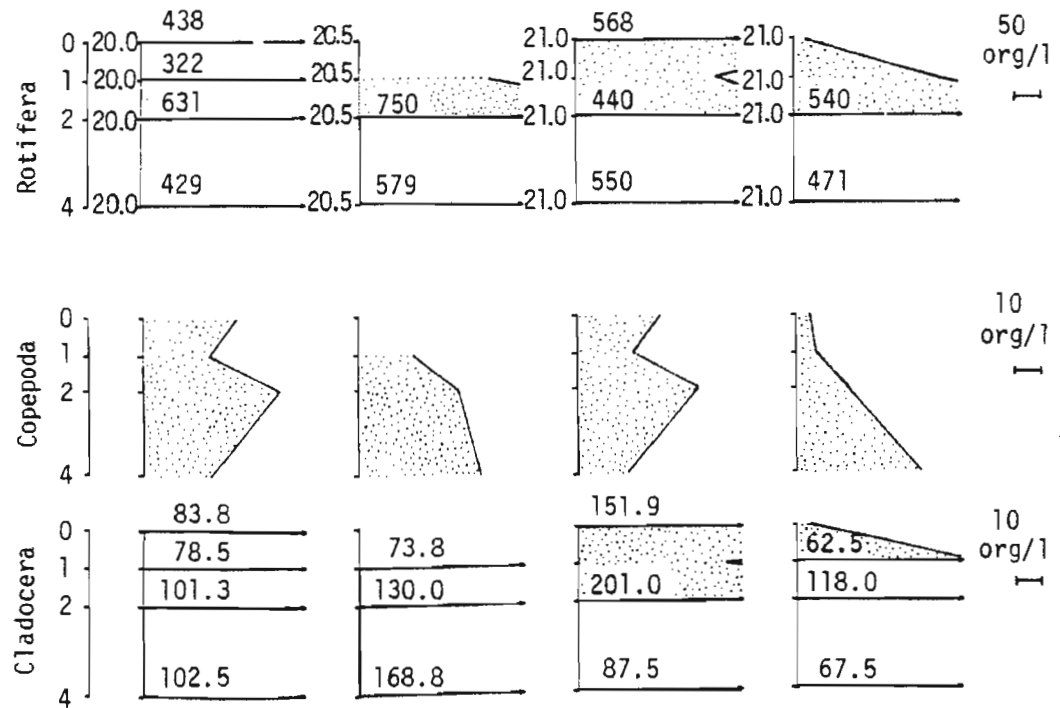 438 568 50
0 20.0 20.5 21.0 21.0 org/l
322
1 20.0 20.5 21.0 21.0
631 750 440 540
2 20.0 20.5 21.0 21.0
Rotifera
429 579 550 471
4 20.0 20.5 21.0 21.0
10
0 org/l
1
Copepoda
2
4
83.8 151.9 10
0 org/l
78.5 73.8 62.5
1
101.3 130.0 201.0 118.0
2
Cladocera
102.5 168.8 87.5 67.5
4